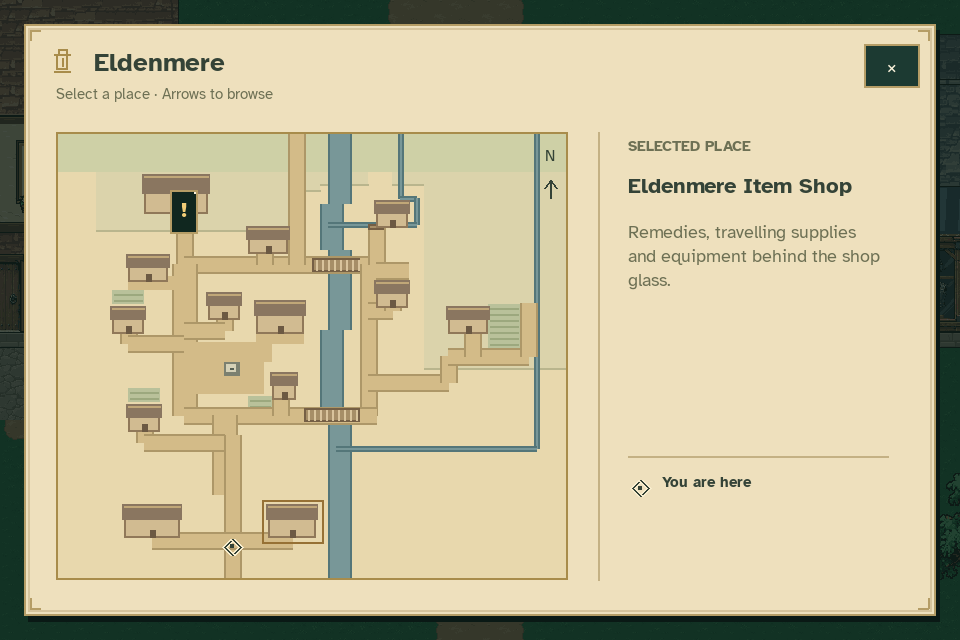 Eldenmere
×
Select a place · Arrows to browse
N
!
SELECTED PLACE
Eldenmere Item Shop
Remedies, travelling supplies
and equipment behind the shop
glass.
You are here